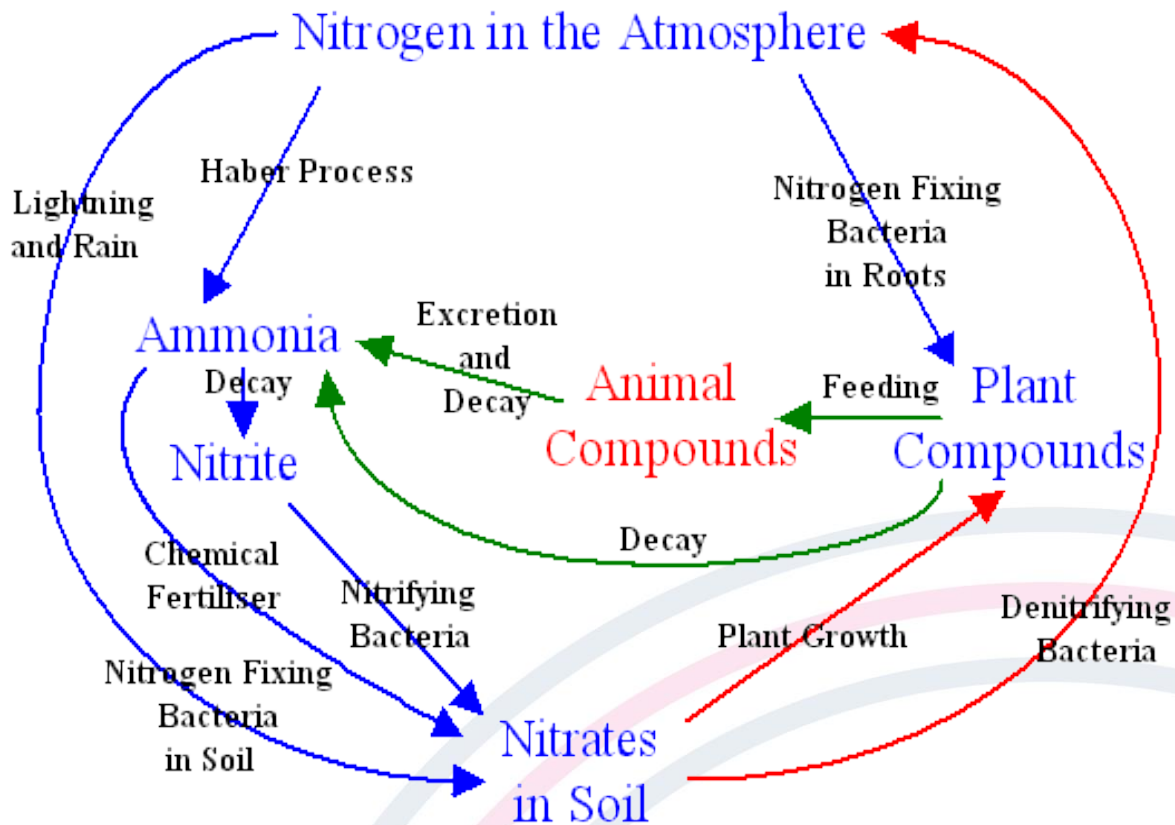 Nitrogen in the Atmosphere
Haber Process
Lightning
and Rain
Nitrogen Fixing
Bacteria
in Roots
Ammonia
Excretion
and
Decay
Animal
Compounds
Feeding
Plant
Compounds
Decay
Nitrite
Decay
Chemical
Fertiliser
Nitrifying
Bacteria
Plant Growth
Denitrifying
Bacteria
Nitrogen Fixing
Bacteria
in Soil
Nitrates
in Soil